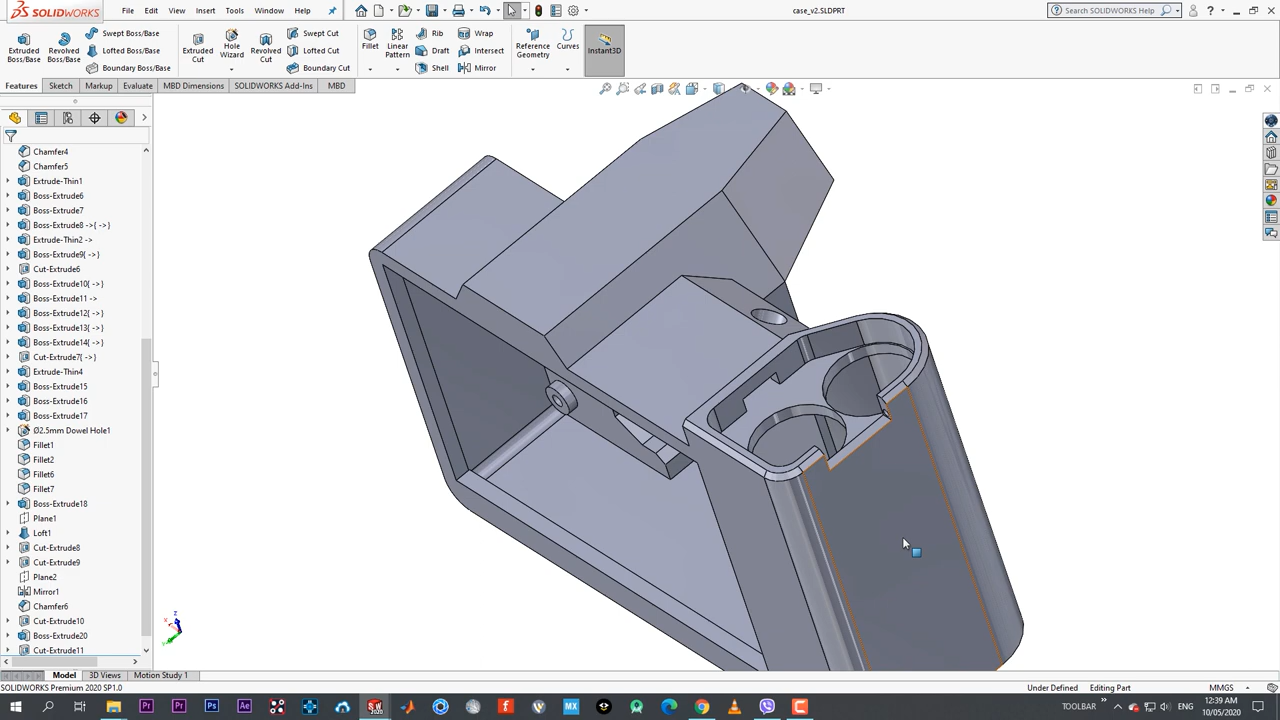 SOLIDWORKS File Edit View Insert Tools Window Help case_v2.SLDPRT Search SOLIDWORKS Help
Extruded Boss/Base
Revolved Boss/Base
Swept Boss/Base
Lofted Boss/Base
Boundary Boss/Base
Extruded Cut
Hole Wizard
Revolved Cut
Swept Cut
Lofted Cut
Boundary Cut
Fillet
Linear Pattern
Rib
Draft
Shell
Wrap
Intersect
Mirror
Reference Geometry
Curves
Instant3D
Features Sketch Markup Evaluate MBD Dimensions SOLIDWORKS Add-Ins MBD
Chamfer4
Chamfer5
Extrude-Thin1
Boss-Extrude6
Boss-Extrude7
Boss-Extrude8 ->{ ->}
Extrude-Thin2 ->
Boss-Extrude9{ ->}
Cut-Extrude6
Boss-Extrude10{ ->}
Boss-Extrude11 ->
Boss-Extrude12{ ->}
Boss-Extrude13{ ->}
Boss-Extrude14{ ->}
Cut-Extrude7{ ->}
Extrude-Thin4
Boss-Extrude15
Boss-Extrude16
Boss-Extrude17
Ø2.5mm Dowel Hole1
Fillet1
Fillet2
Fillet6
Fillet7
Boss-Extrude18
Plane1
Loft1
Cut-Extrude8
Cut-Extrude9
Plane2
Mirror1
Chamfer6
Cut-Extrude10
Boss-Extrude20
Cut-Extrude11
Model 3D Views Motion Study 1
SOLIDWORKS Premium 2020 SP1.0 Under Defined Editing Part MMGS
TOOLBAR ENG 12:39 AM
10/05/2020